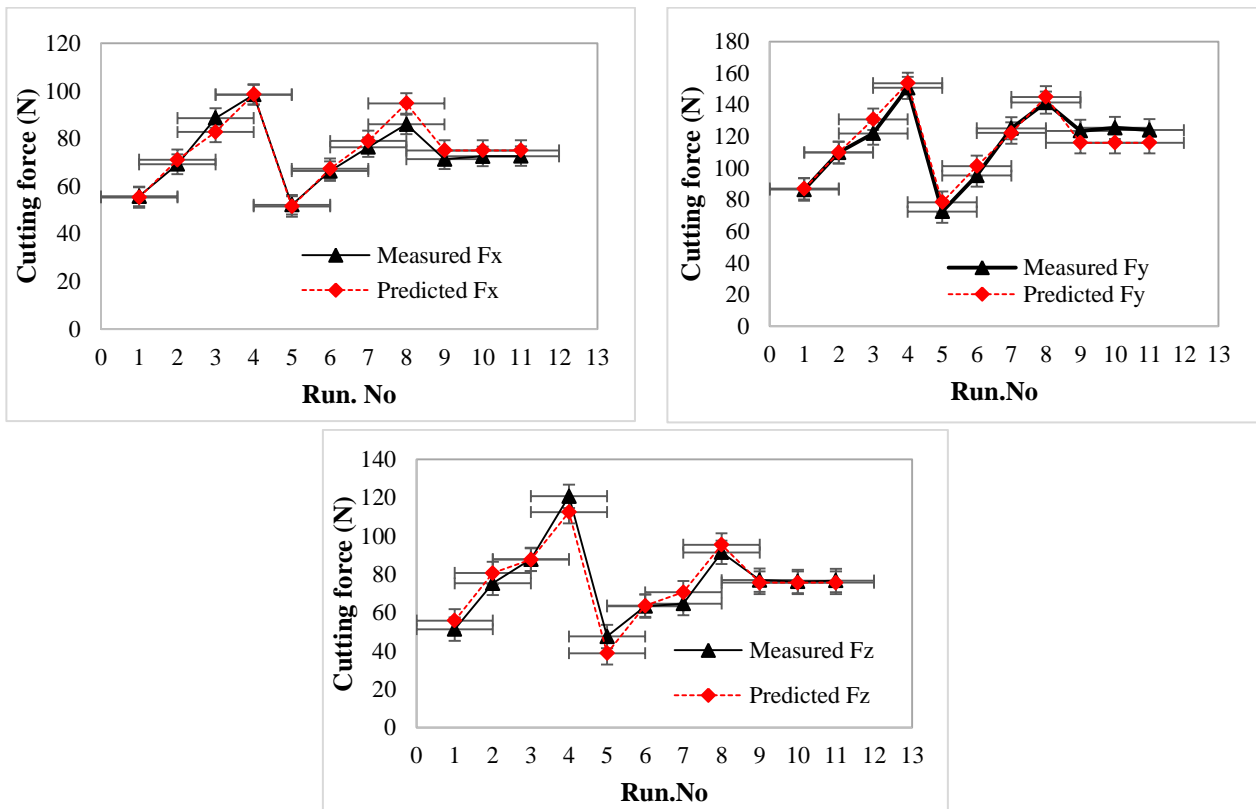 Cutting force (N)
120
100
80
60
40
20
0
Measured Fx
Predicted Fx
0 1 2 3 4 5 6 7 8 9 10 11 12 13
Run. No
Cutting force (N)
180
160
140
120
100
80
60
40
20
0
Measured Fy
Predicted Fy
0 1 2 3 4 5 6 7 8 9 10 11 12 13
Run.No
Cutting force (N)
140
120
100
80
60
40
20
0
Measured Fz
Predicted Fz
0 1 2 3 4 5 6 7 8 9 10 11 12 13
Run.No